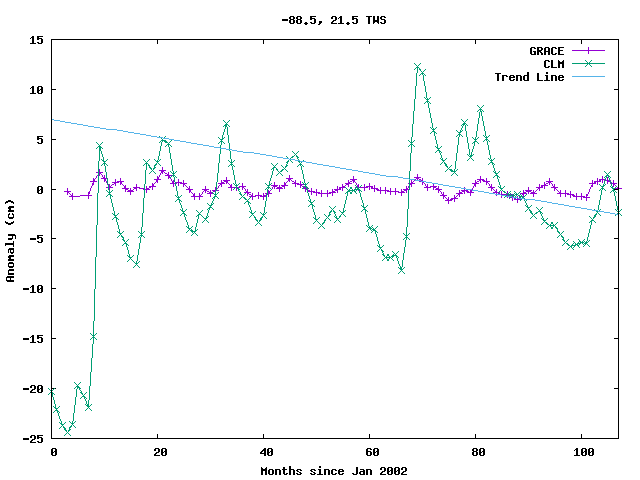 -88.5, 21.5 TWS
GRACE
CLM
Trend Line
15
10
5
0
-5
-10
-15
-20
-25
Anomaly (cm)
0 20 40 60 80 100
Months since Jan 2002